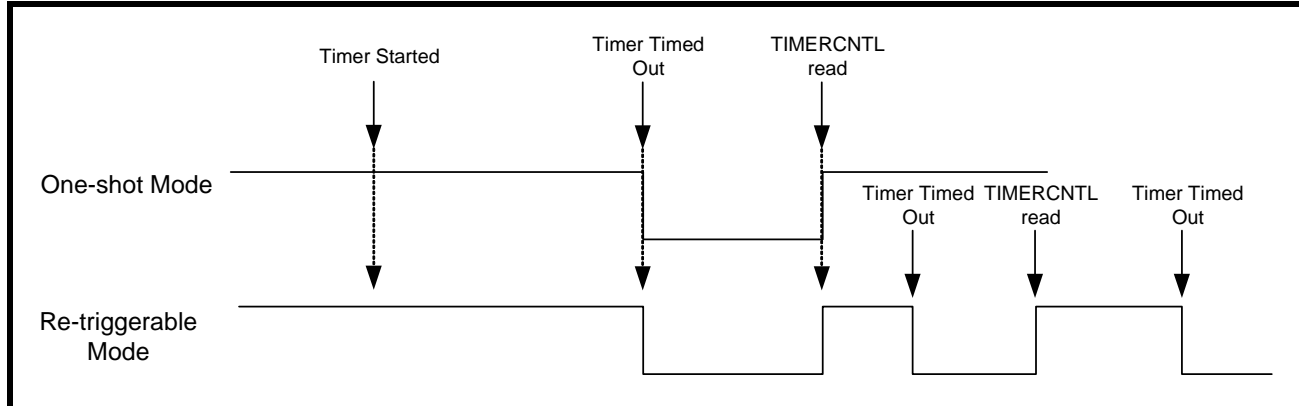 Timer Started
Timer Timed
Out
TIMERCNTL
read
One-shot Mode
Timer Timed
Out
TIMERCNTL
read
Timer Timed
Out
Re-triggerable
Mode